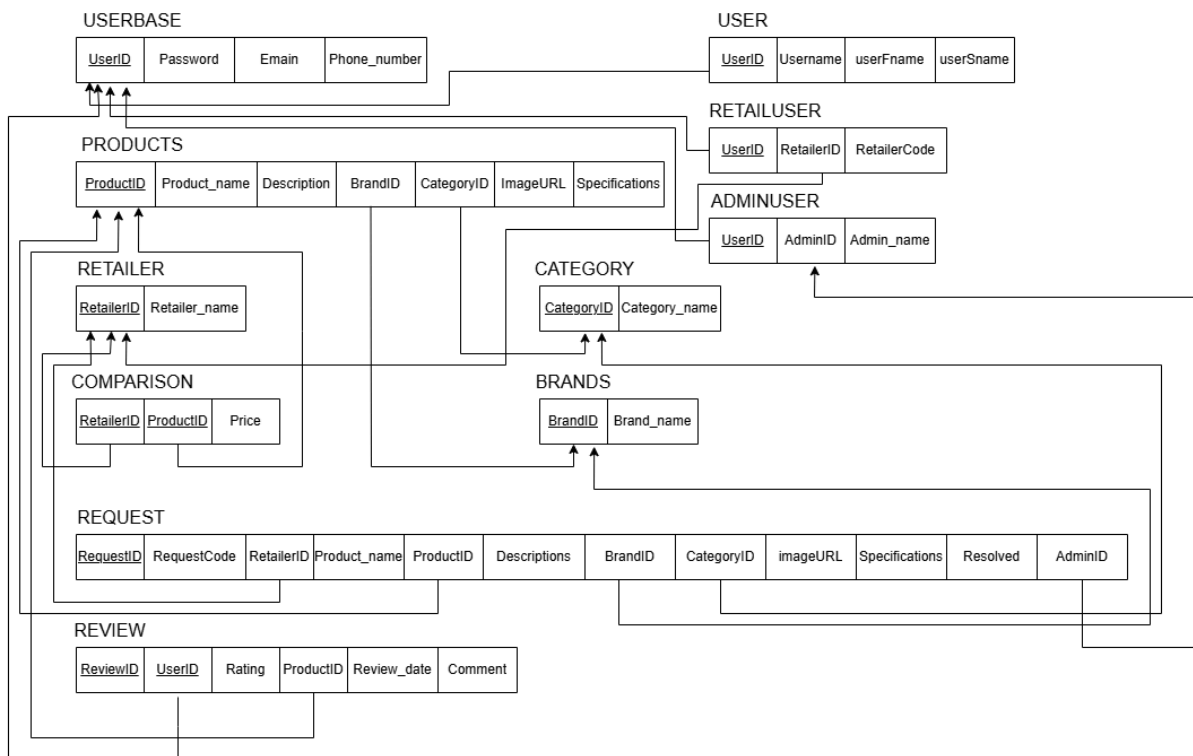 USERBASE
UserID Password Emain Phone_number
USER
UserID Username userFname userSname
RETAILUSER
UserID RetailerID RetailerCode
PRODUCTS
ProductID Product_name Description BrandID CategoryID ImageURL Specifications
ADMINUSER
UserID AdminID Admin_name
RETAILER
RetailerID Retailer_name
CATEGORY
CategoryID Category_name
COMPARISON
RetailerID ProductID Price
BRANDS
BrandID Brand_name
REQUEST
RequestID RequestCode RetailerID Product_name ProductID Descriptions BrandID CategoryID imageURL Specifications Resolved AdminID
REVIEW
ReviewID UserID Rating ProductID Review_date Comment